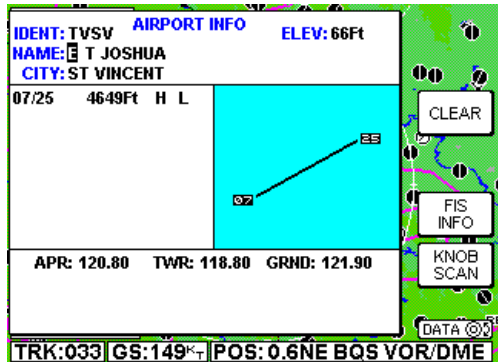 AIRPORT INFO
IDENT: TVSV ELEV: 66Ft
NAME: E T JOSHUA
CITY: ST VINCENT
07/25 4649Ft H L
25
07
APR: 120.80 TWR: 118.80 GRND: 121.90
CLEAR
FIS
INFO
KNOB
SCAN
DATA
TRK:033 GS:149KT POS: 0.6NE BQS VOR/DME